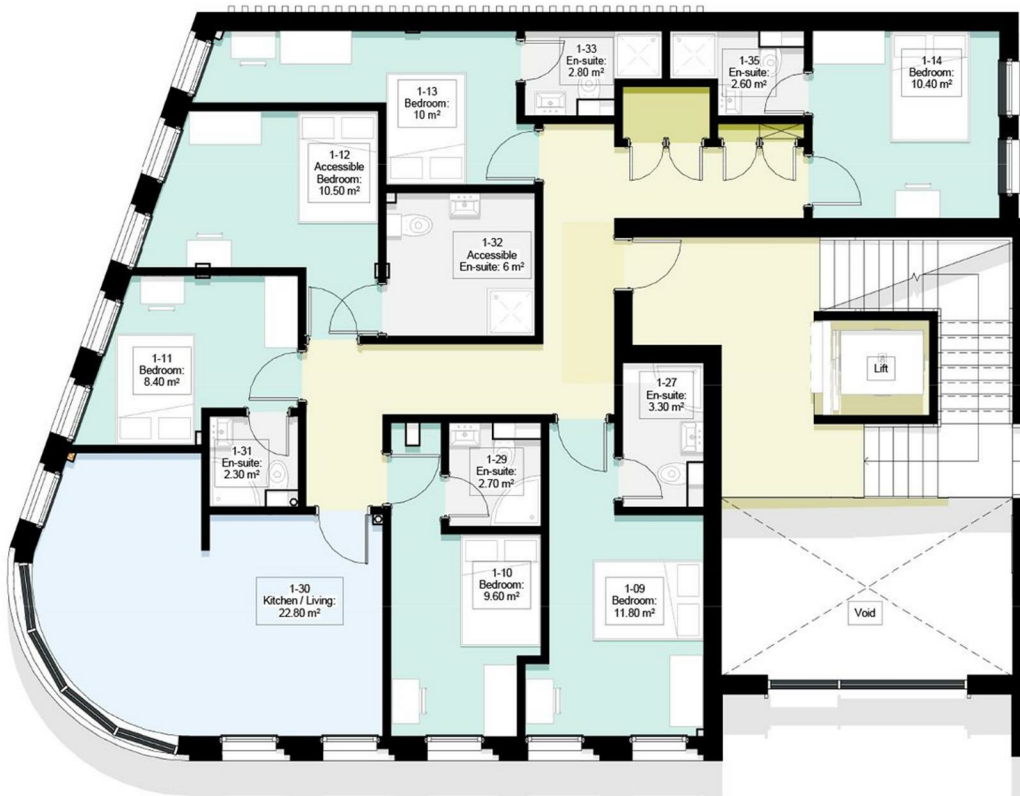 1-33
En-suite:
2.80 m²
1-35
En-suite:
2.60 m²
1-14
Bedroom:
10.40 m²
1-13
Bedroom:
10 m²
1-12
Accessible
Bedroom:
10.50 m²
1-32
Accessible
En-suite: 6 m²
1-11
Bedroom:
8.40 m²
Lift
1-27
En-suite:
3.30 m²
1-31
En-suite:
2.30 m²
1-29
En-suite:
2.70 m²
1-30
Kitchen / Living:
22.80 m²
1-10
Bedroom:
9.60 m²
1-09
Bedroom:
11.80 m²
Void